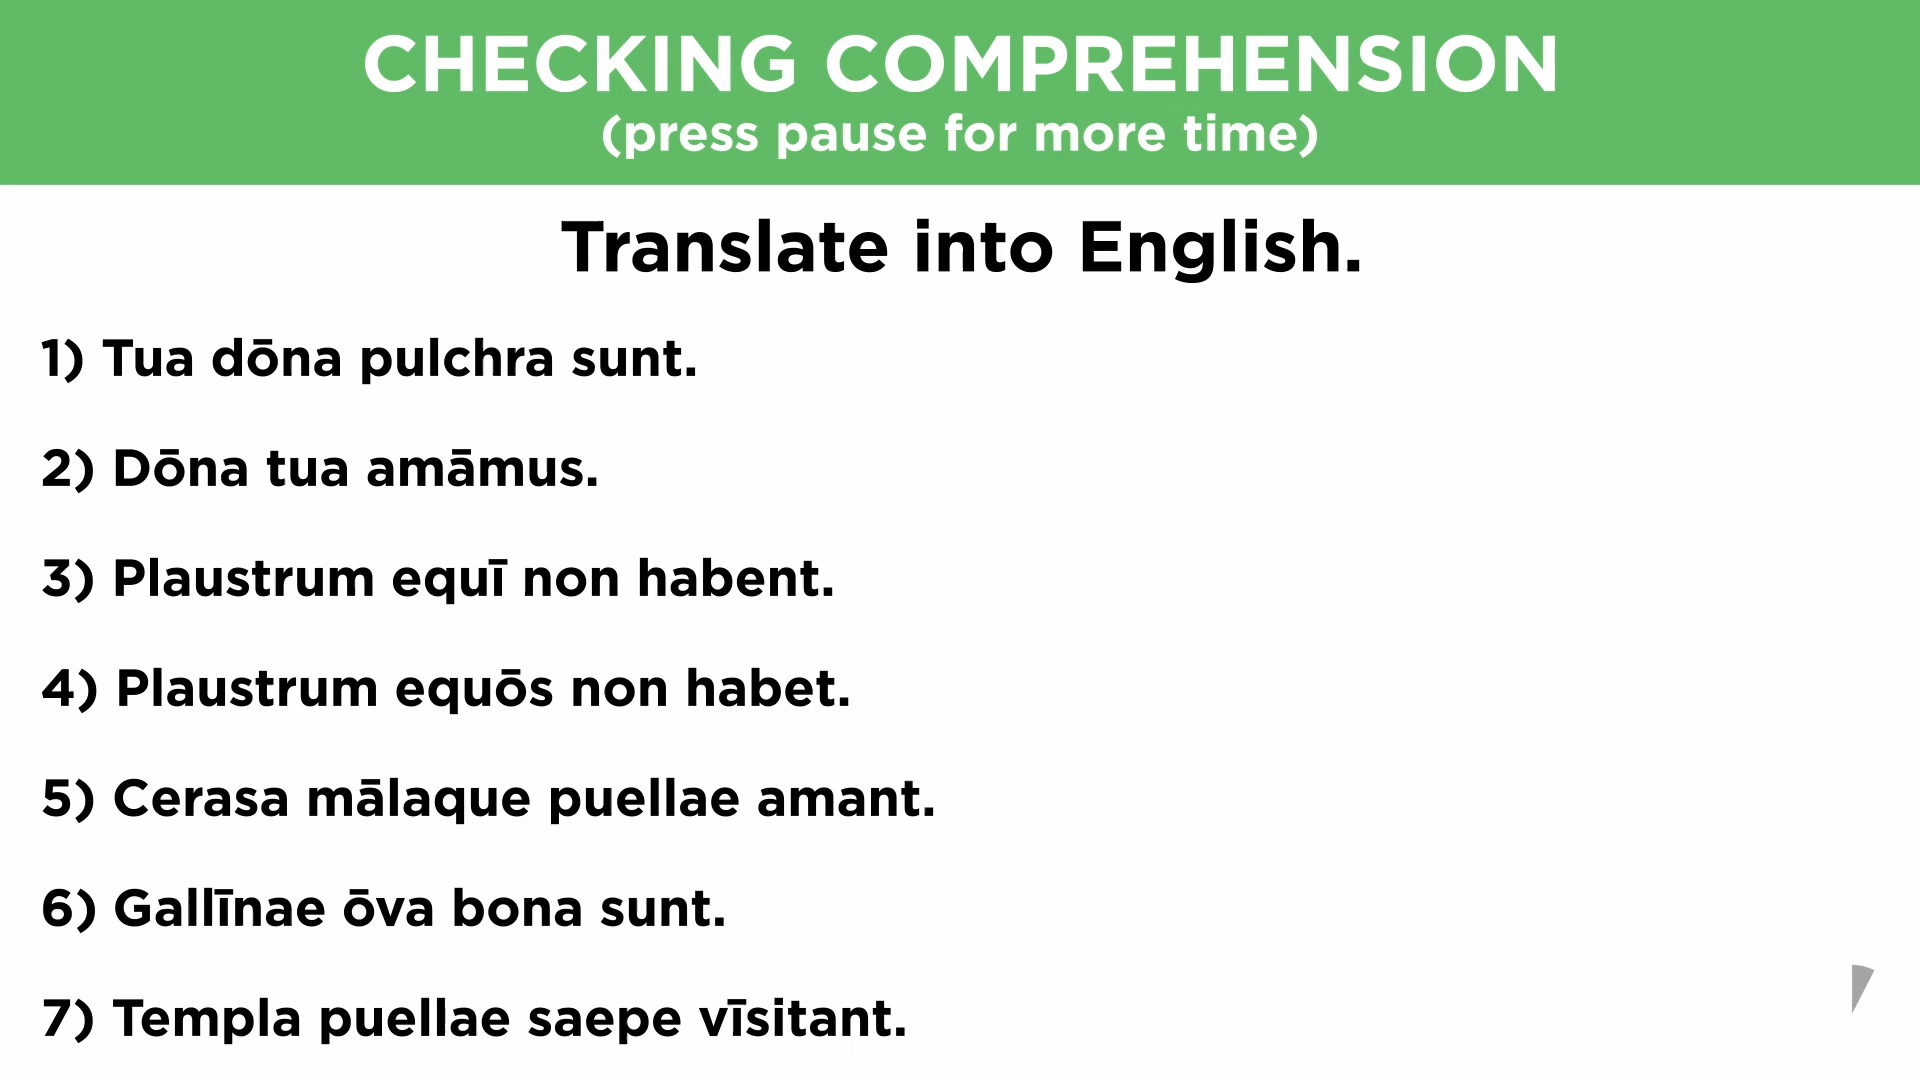 CHECKING COMPREHENSION
(press pause for more time)
Translate into English.
1) Tua dōna pulchra sunt.
2) Dōna tua amāmus.
3) Plaustrum equī non habent.
4) Plaustrum equōs non habet.
5) Cerasa mālaque puellae amant.
6) Gallīnae ōva bona sunt.
7) Templa puellae saepe vīsitant.